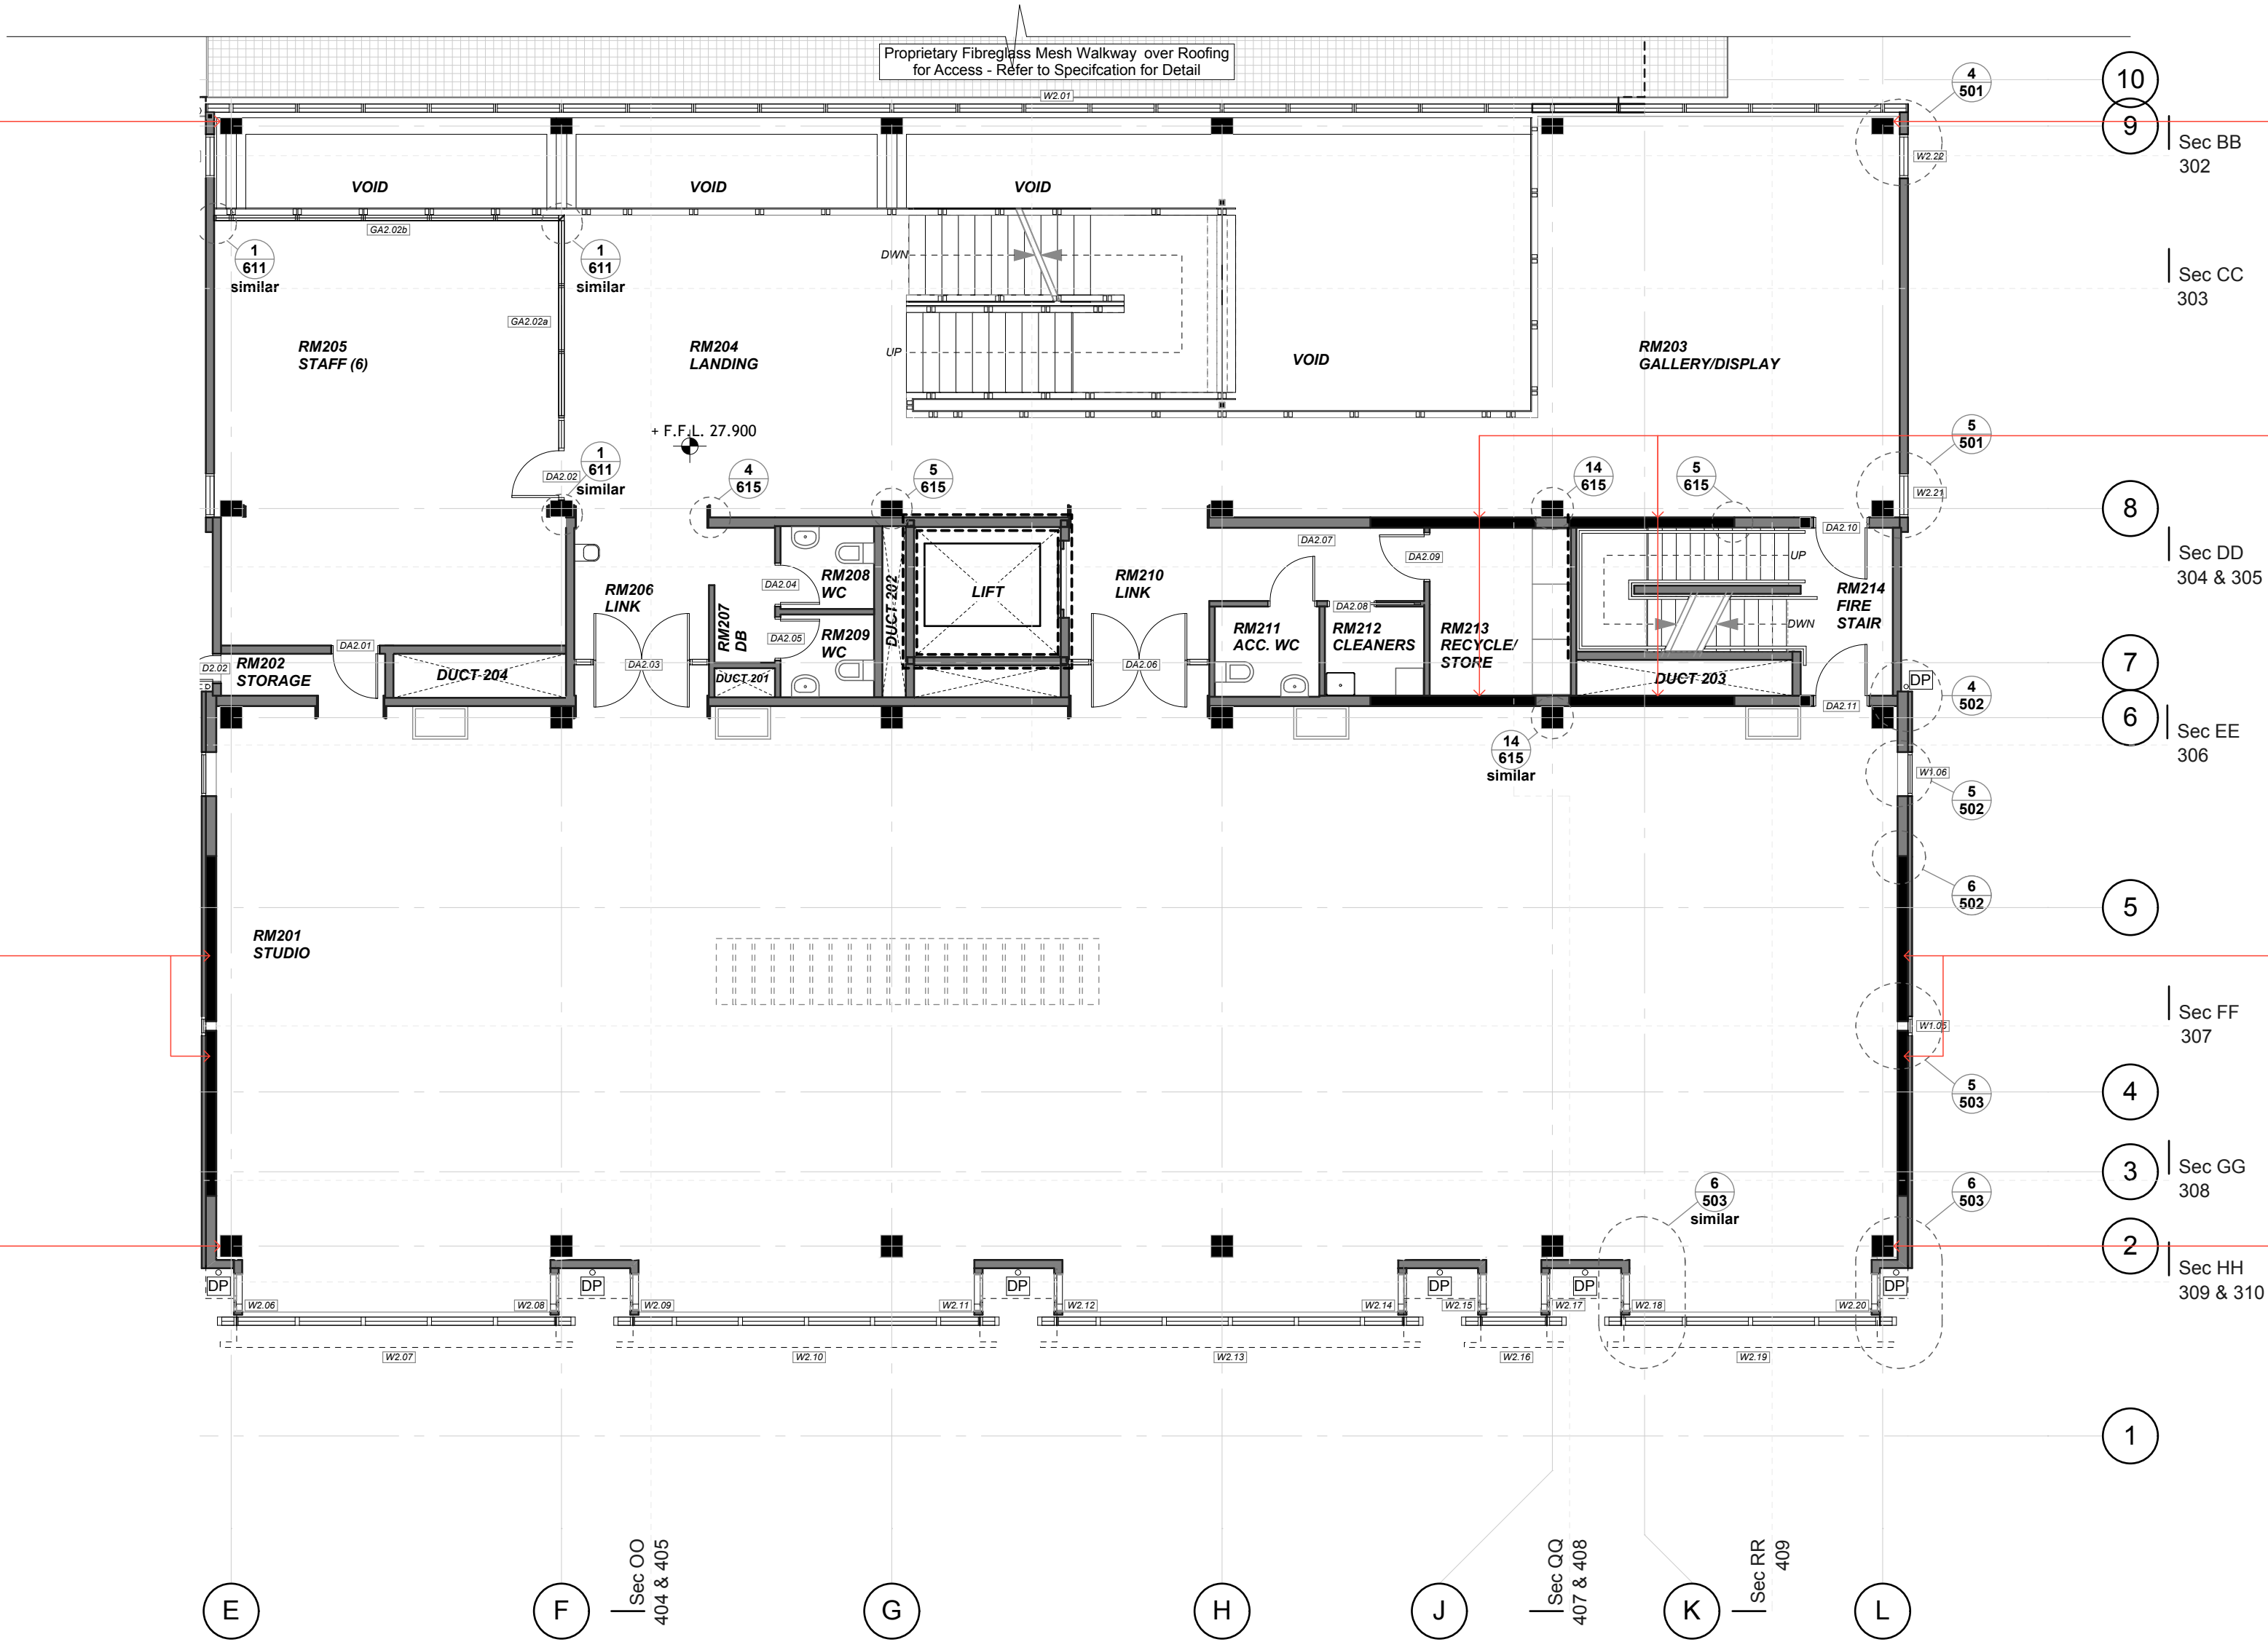 Proprietary Fibreglass Mesh Walkway over Roofing
for Access - Refer to Specifcation for Detail
W2.01
4
501
10
9
Sec BB
302
W2.22
VOID
VOID
VOID
GA2.02b
1
611
similar
1
611
similar
DWN
Sec CC
303
GA2.02a
RM205
STAFF (6)
RM204
LANDING
UP
VOID
RM203
GALLERY/DISPLAY
+ F.F.L. 27.900
1
611
similar
DA2.02
4
615
5
615
14
615
5
615
5
501
W2.21
8
DA2.07
DA2.09
DA2.10
UP
Sec DD
304 & 305
RM206
LINK
DA2.04
RM208
WC
DUCT 202
LIFT
RM210
LINK
RM214
FIRE
STAIR
RM207
DB
DA2.05
RM209
WC
DA2.08
RM211
ACC. WC
RM212
CLEANERS
RM213
RECYCLE/
STORE
DWN
DA2.01
D2.02
RM202
STORAGE
DUCT 204
DA2.03
DUCT 201
DA2.06
DUCT 203
7
DP
DA2.11
4
502
6
Sec EE
306
14
615
similar
W1.06
5
502
6
502
5
RM201
STUDIO
Sec FF
307
W1.05
5
503
4
3
Sec GG
308
6
503
similar
6
503
2
Sec HH
309 & 310
DP
DP
DP
DP
DP
DP
W2.06
W2.08
W2.09
W2.11
W2.12
W2.14
W2.15
W2.17
W2.18
W2.20
W2.07
W2.10
W2.13
W2.16
W2.19
1
Sec OO
404 & 405
Sec QQ
407 & 408
Sec RR
409
E
F
G
H
J
K
L